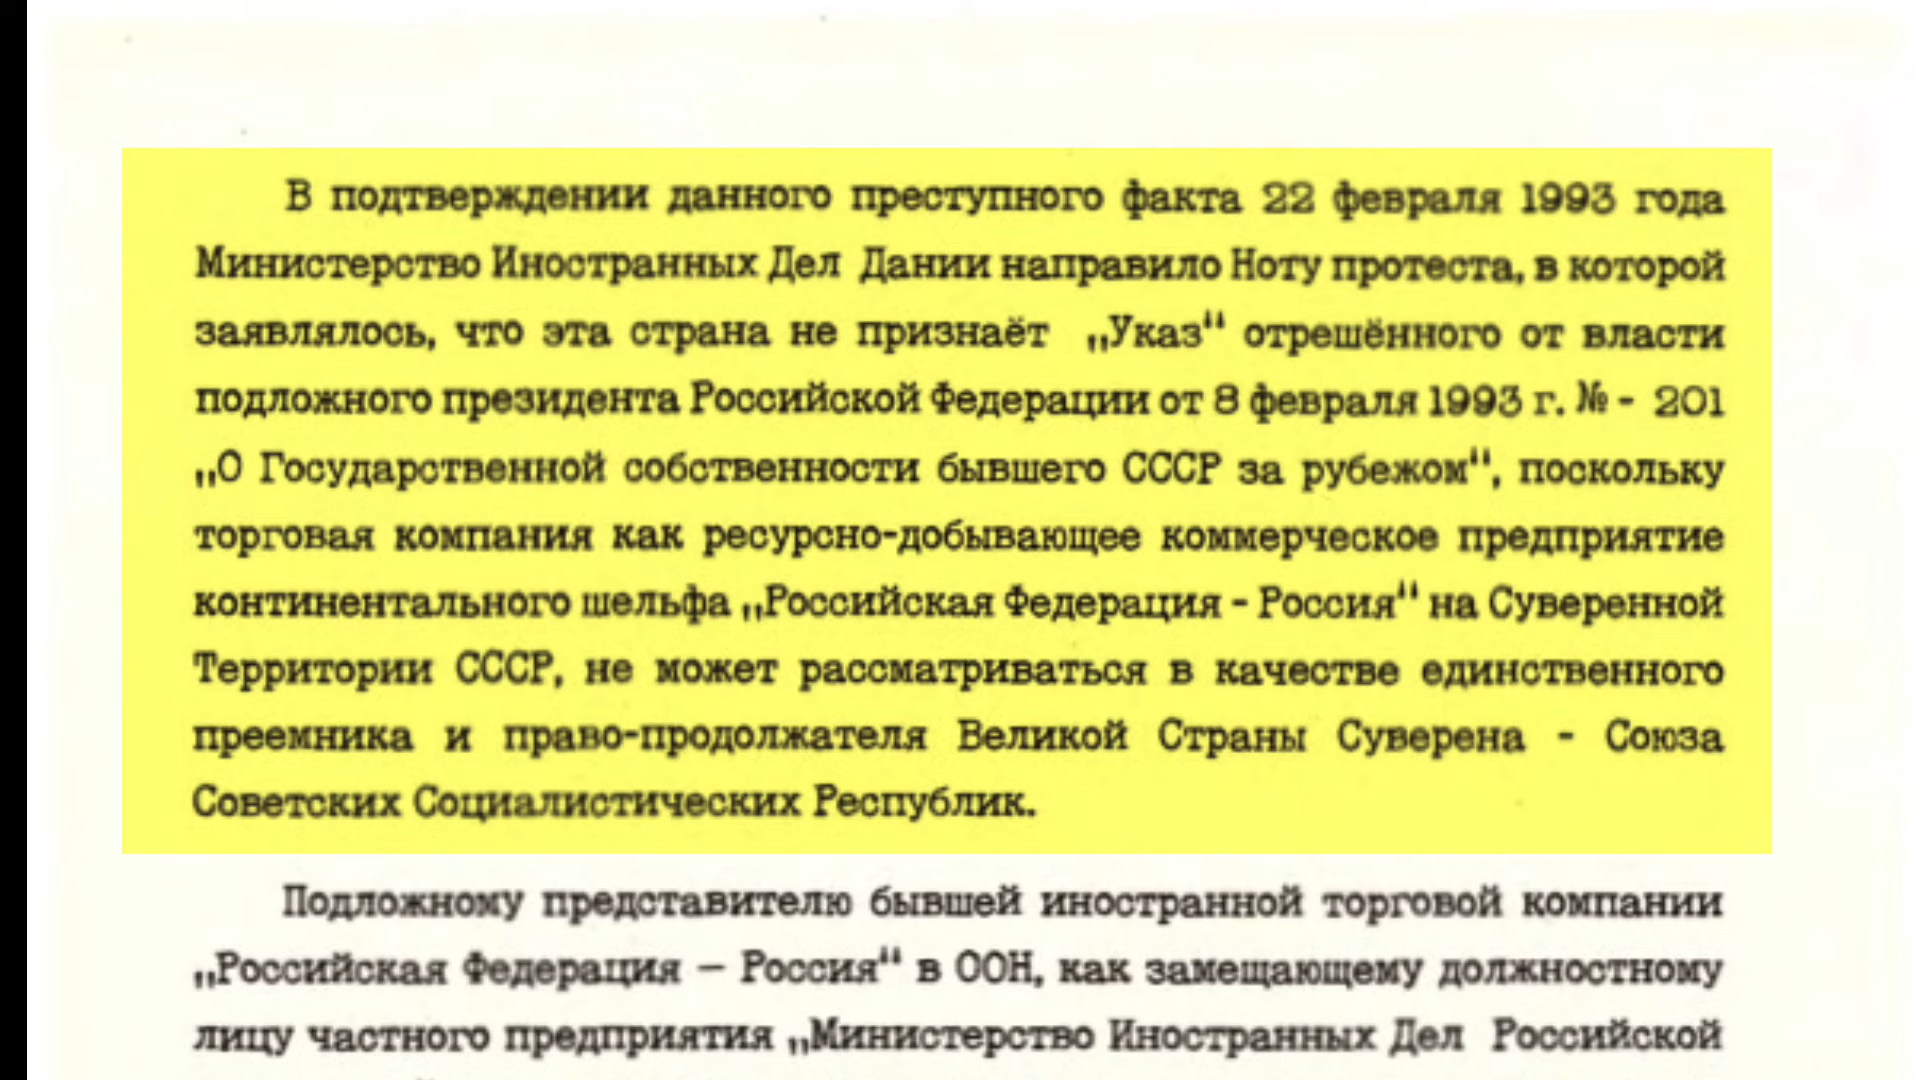 В подтверждении данного преступного факта 22 февраля 1993 года
Министерство Иностранных Дел Дании направило Ноту протеста, в которой
заявлялось, что эта страна не признаёт „Указ“ отрешённого от власти
подложного президента Российской Федерации от 8 февраля 1993 г. № - 201
„О Государственной собственности бывшего СССР за рубежом“, поскольку
торговая компания как ресурсно-добывающее коммерческое предприятие
континентального шельфа „Российская Федерация - Россия“ на Суверенной
Территории СССР, не может рассматриваться в качестве единственного
преемника и право-продолжателя Великой Страны Суверена - Союза
Советских Социалистических Республик.
Подложному представителю бывшей иностранной торговой компании
„Российская Федерация – Россия“ в ООН, как замещающему должностному
лицу частного предприятия „Министерство Иностранных Дел Российской